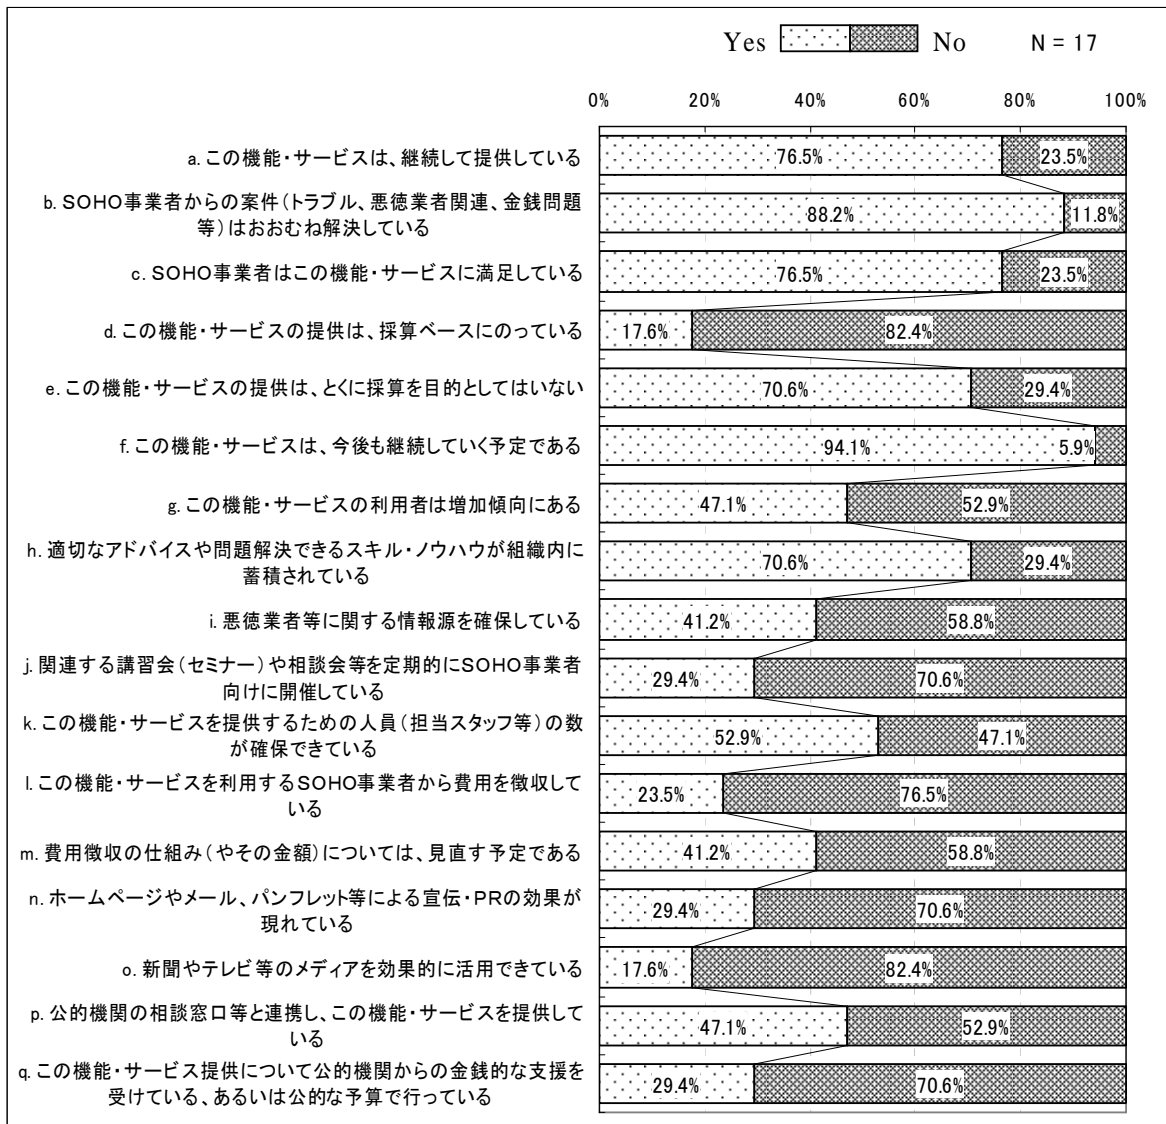 Yes No N = 17
0% 20% 40% 60% 80% 100%
a. この機能・サービスは、継続して提供している
76.5% 23.5%
b. SOHO事業者からの案件（トラブル、悪徳業者関連、金銭問題
等）はおおむね解決している
88.2% 11.8%
c. SOHO事業者はこの機能・サービスに満足している
76.5% 23.5%
d. この機能・サービスの提供は、採算ベースにのっている
17.6% 82.4%
e. この機能・サービスの提供は、とくに採算を目的としてはいない
70.6% 29.4%
f. この機能・サービスは、今後も継続していく予定である
94.1% 5.9%
g. この機能・サービスの利用者は増加傾向にある
47.1% 52.9%
h. 適切なアドバイスや問題解決できるスキル・ノウハウが組織内に
蓄積されている
70.6% 29.4%
i. 悪徳業者等に関する情報源を確保している
41.2% 58.8%
j. 関連する講習会（セミナー）や相談会等を定期的にSOHO事業者
向けに開催している
29.4% 70.6%
k. この機能・サービスを提供するための人員（担当スタッフ等）の数
が確保できている
52.9% 47.1%
l. この機能・サービスを利用するSOHO事業者から費用を徴収して
いる
23.5% 76.5%
m. 費用徴収の仕組み（やその金額）については、見直す予定である
41.2% 58.8%
n. ホームページやメール、パンフレット等による宣伝・PRの効果が
現れている
29.4% 70.6%
o. 新聞やテレビ等のメディアを効果的に活用できている
17.6% 82.4%
p. 公的機関の相談窓口等と連携し、この機能・サービスを提供して
いる
47.1% 52.9%
q. この機能・サービス提供について公的機関からの金銭的な支援を
受けている、あるいは公的な予算で行っている
29.4% 70.6%